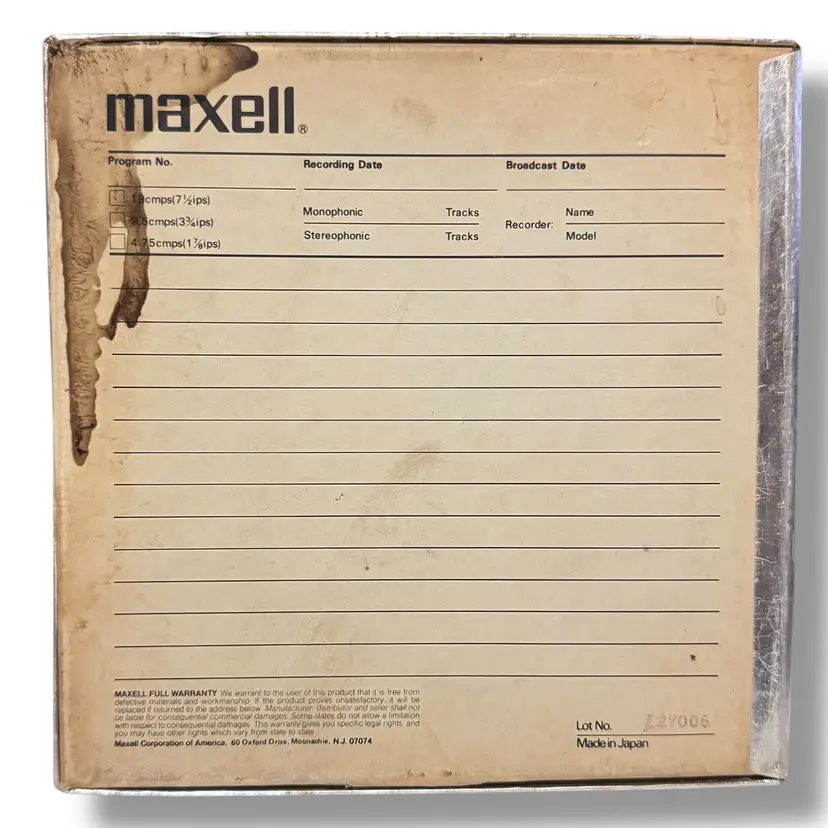 maxell®
Program No. Recording Date Broadcast Date
19cmps(7½ips)
9.5cmps(3¾ips)
4.75cmps(1⅞ips)
Monophonic Tracks
Stereophonic Tracks
Recorder: Name
Model
MAXELL FULL WARRANTY We warrant to the user of this product that it is free from
defective materials and workmanship. If the product proves unsatisfactory, it will be
replaced if returned to the address below. Manufacturer, distributor and seller shall not
be liable for consequential commercial damages. Some states do not allow a limitation
with respect to consequential damages. This warranty gives you specific legal rights, and
you may have other rights which vary from state to state.
Maxell Corporation of America, 60 Oxford Drive, Moonachie, N.J. 07074
Lot No. 7006
Made in Japan